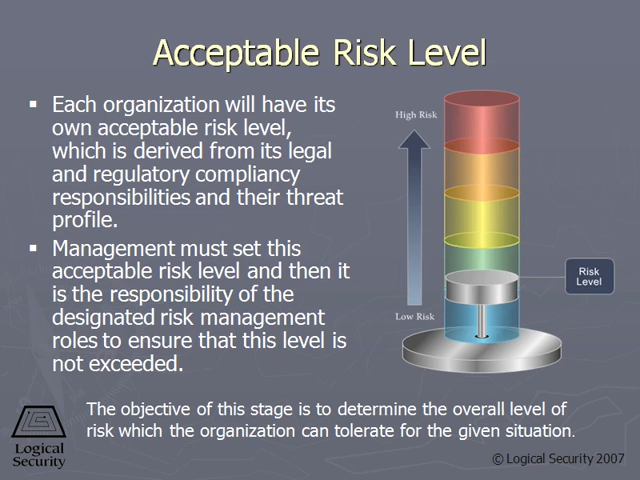 Acceptable Risk Level
▪ Each organization will have its
own acceptable risk level,
which is derived from its legal
and regulatory compliancy
responsibilities and their threat
profile.
▪ Management must set this
acceptable risk level and then it
is the responsibility of the
designated risk management
roles to ensure that this level is
not exceeded.
High Risk
Risk
Level
Low Risk
The objective of this stage is to determine the overall level of
risk which the organization can tolerate for the given situation.
Logical
Security
© Logical Security 2007